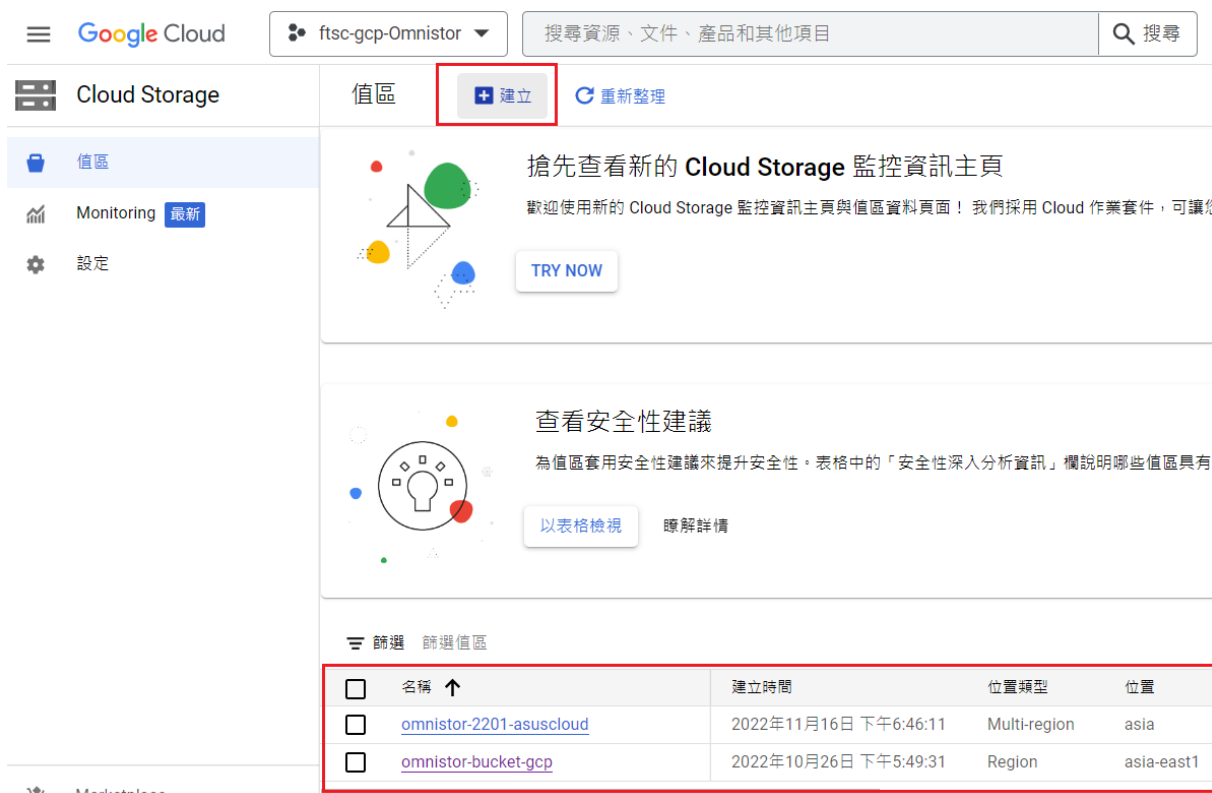 Google Cloud ftsc-gcp-Omnistor 搜尋資源、文件、產品和其他項目 搜尋
Cloud Storage
值區
Monitoring 最新
設定
值區 建立 重新整理
搶先查看新的 Cloud Storage 監控資訊主頁
歡迎使用新的 Cloud Storage 監控資訊主頁與值區資料頁面！ 我們採用 Cloud 作業套件，可讓
TRY NOW
查看安全性建議
為值區套用安全性建議來提升安全性。表格中的「安全性深入分析資訊」欄說明哪些值區具有
以表格檢視 瞭解詳情
篩選 篩選值區
名稱 建立時間 位置類型 位置
omnistor-2201-asuscloud 2022年11月16日 下午6:46:11 Multi-region asia
omnistor-bucket-gcp 2022年10月26日 下午5:49:31 Region asia-east1